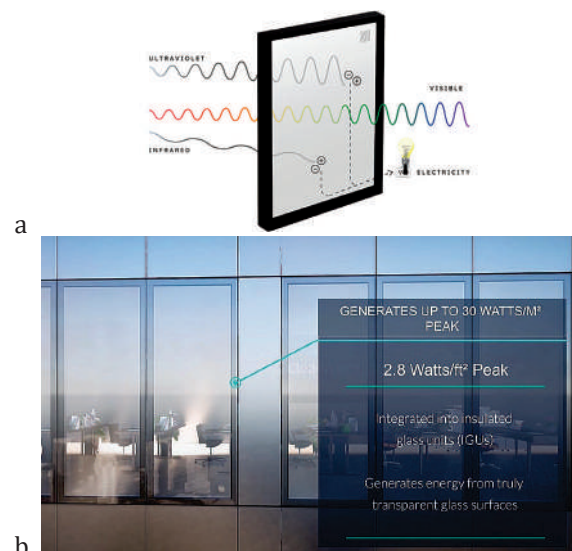 ULTRAVIOLET
VISIBLE
INFRARED
ELECTRICITY
a
GENERATES UP TO 30 WATTS/M²
PEAK
2.8 Watts/ft² Peak
Integrated into insulated
glass units (IGUs)
Generates energy from truly
transparent glass surfaces
b